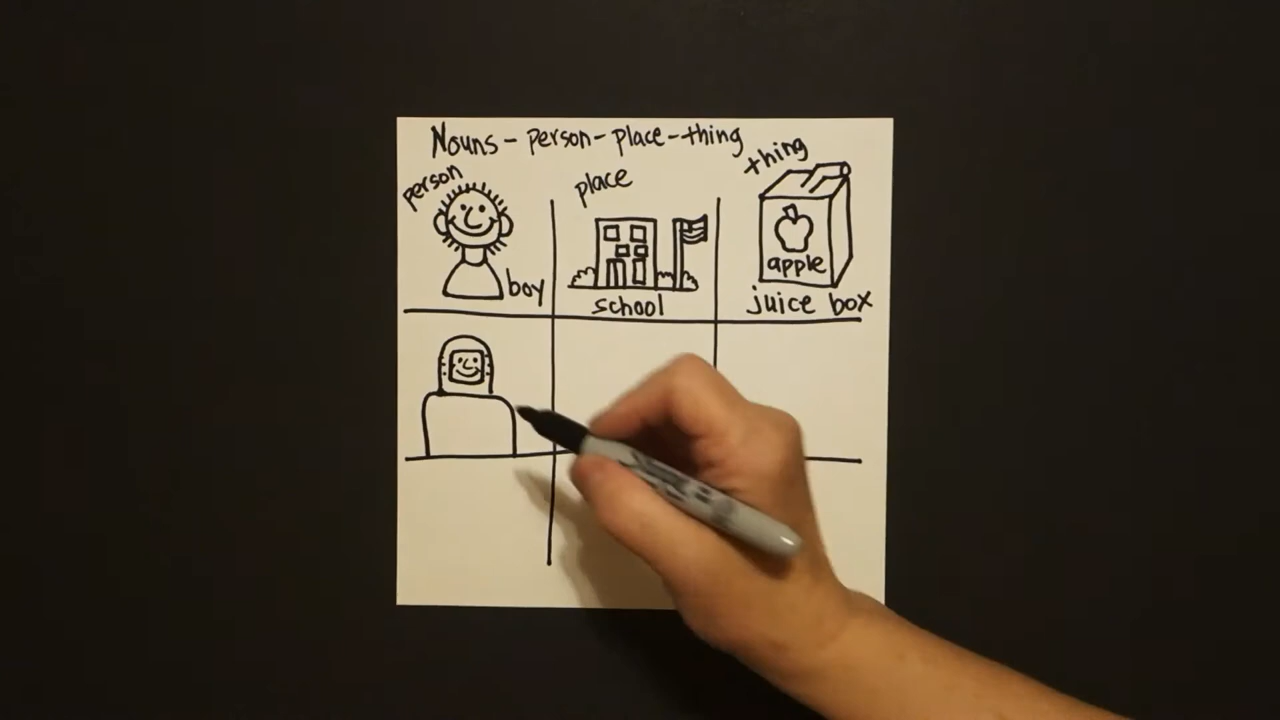 Nouns - person - place - thing
person
place
thing
boy
school
apple
juice box